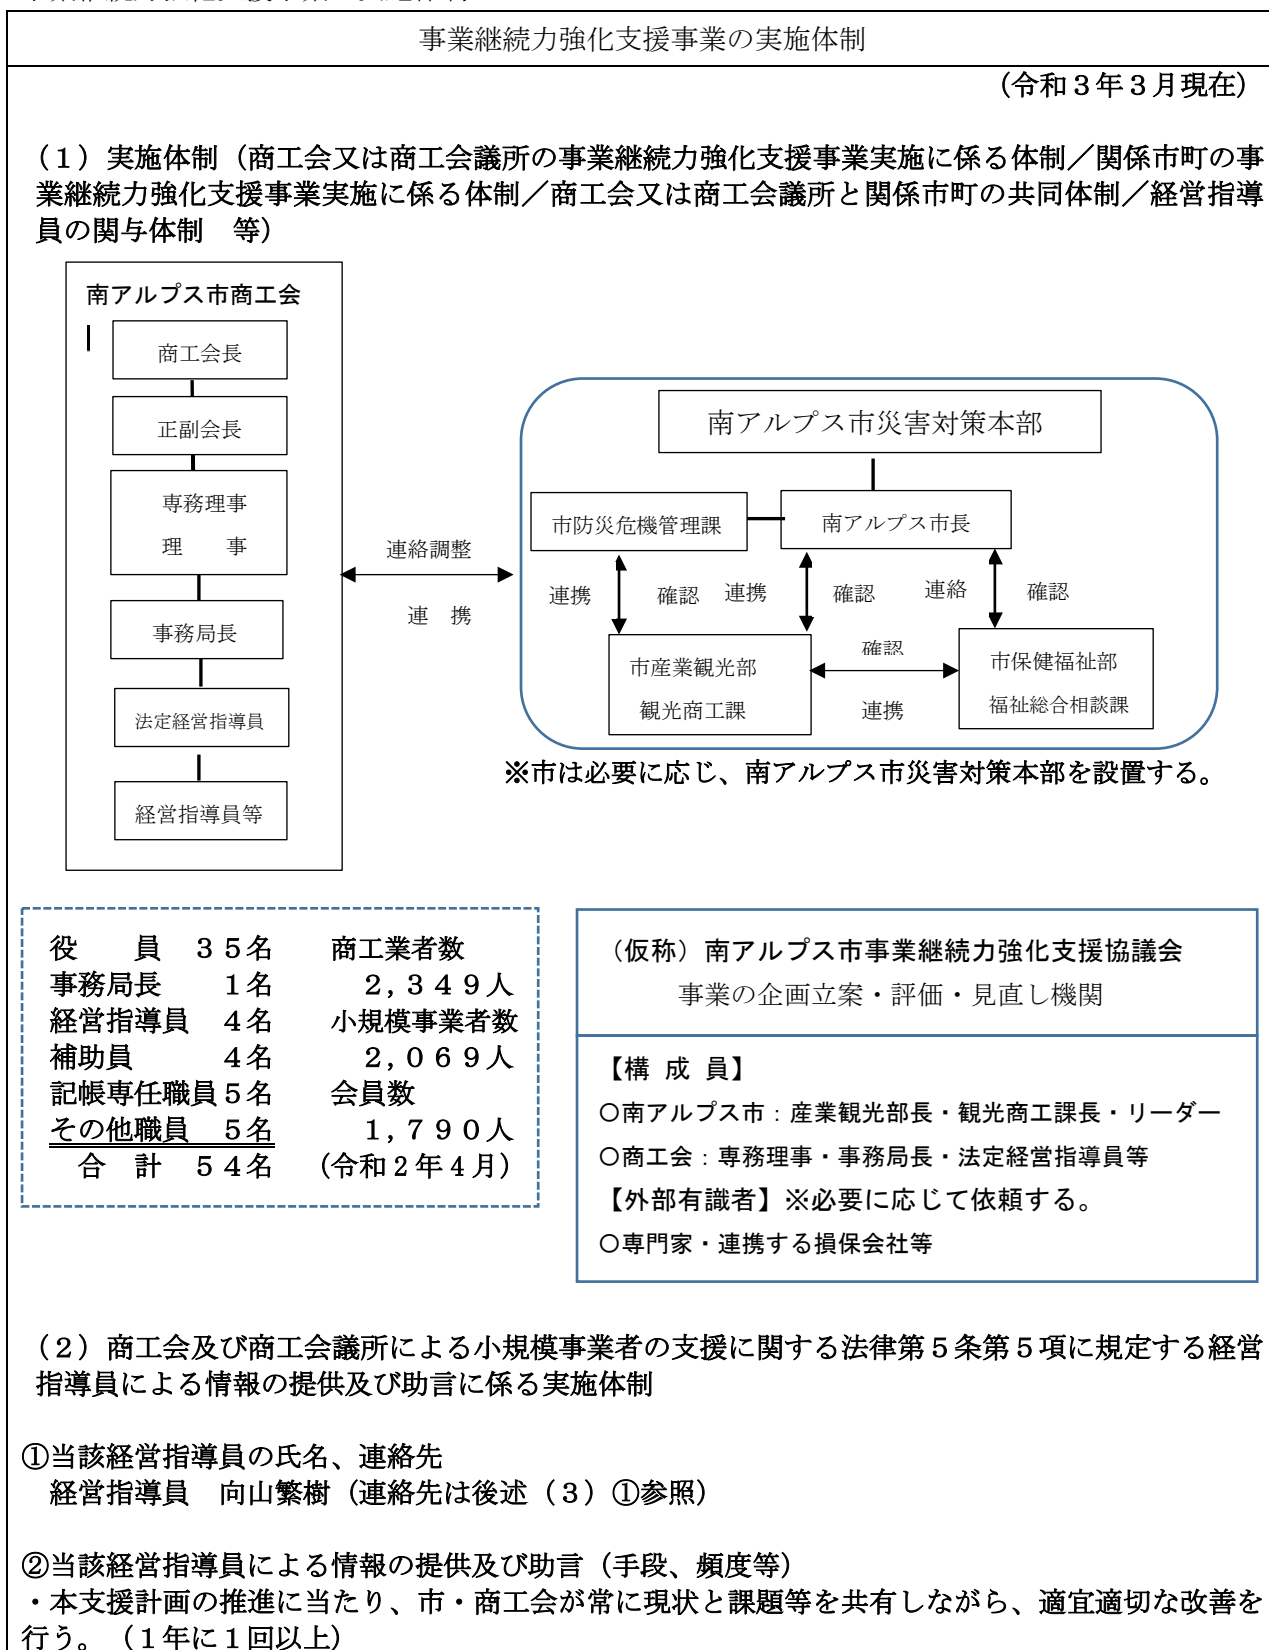 事業継続力強化支援事業の実施体制
（令和３年３月現在）
（１）実施体制（商工会又は商工会議所の事業継続力強化支援事業実施に係る体制／関係市町の事
業継続力強化支援事業実施に係る体制／商工会又は商工会議所と関係市町の共同体制／経営指導
員の関与体制　等）
南アルプス市商工会
商工会長
正副会長
専務理事
理　　事
事務局長
法定経営指導員
経営指導員等
連絡調整
連　携
南アルプス市災害対策本部
市防災危機管理課
南アルプス市長
連携　確認　連携　確認　連絡　確認
市産業観光部
観光商工課
確認
連携
市保健福祉部
福祉総合相談課
※市は必要に応じ、南アルプス市災害対策本部を設置する。
役　　員　３５名　　商工業者数
事務局長　　１名　　　２,３４９人
経営指導員　４名　　小規模事業者数
補助員　　　４名　　　２,０６９人
記帳専任職員５名　　会員数
その他職員　５名　　　１,７９０人
合　計　５４名　（令和２年４月）
（仮称）南アルプス市事業継続力強化支援協議会
事業の企画立案・評価・見直し機関
【構 成 員】
○南アルプス市：産業観光部長・観光商工課長・リーダー
○商工会：専務理事・事務局長・法定経営指導員等
【外部有識者】※必要に応じて依頼する。
○専門家・連携する損保会社等
（２）商工会及び商工会議所による小規模事業者の支援に関する法律第５条第５項に規定する経営
指導員による情報の提供及び助言に係る実施体制
①当該経営指導員の氏名、連絡先
経営指導員　向山繁樹（連絡先は後述（３）①参照）
②当該経営指導員による情報の提供及び助言（手段、頻度等）
・本支援計画の推進に当たり、市・商工会が常に現状と課題等を共有しながら、適宜適切な改善を
行う。（１年に１回以上）